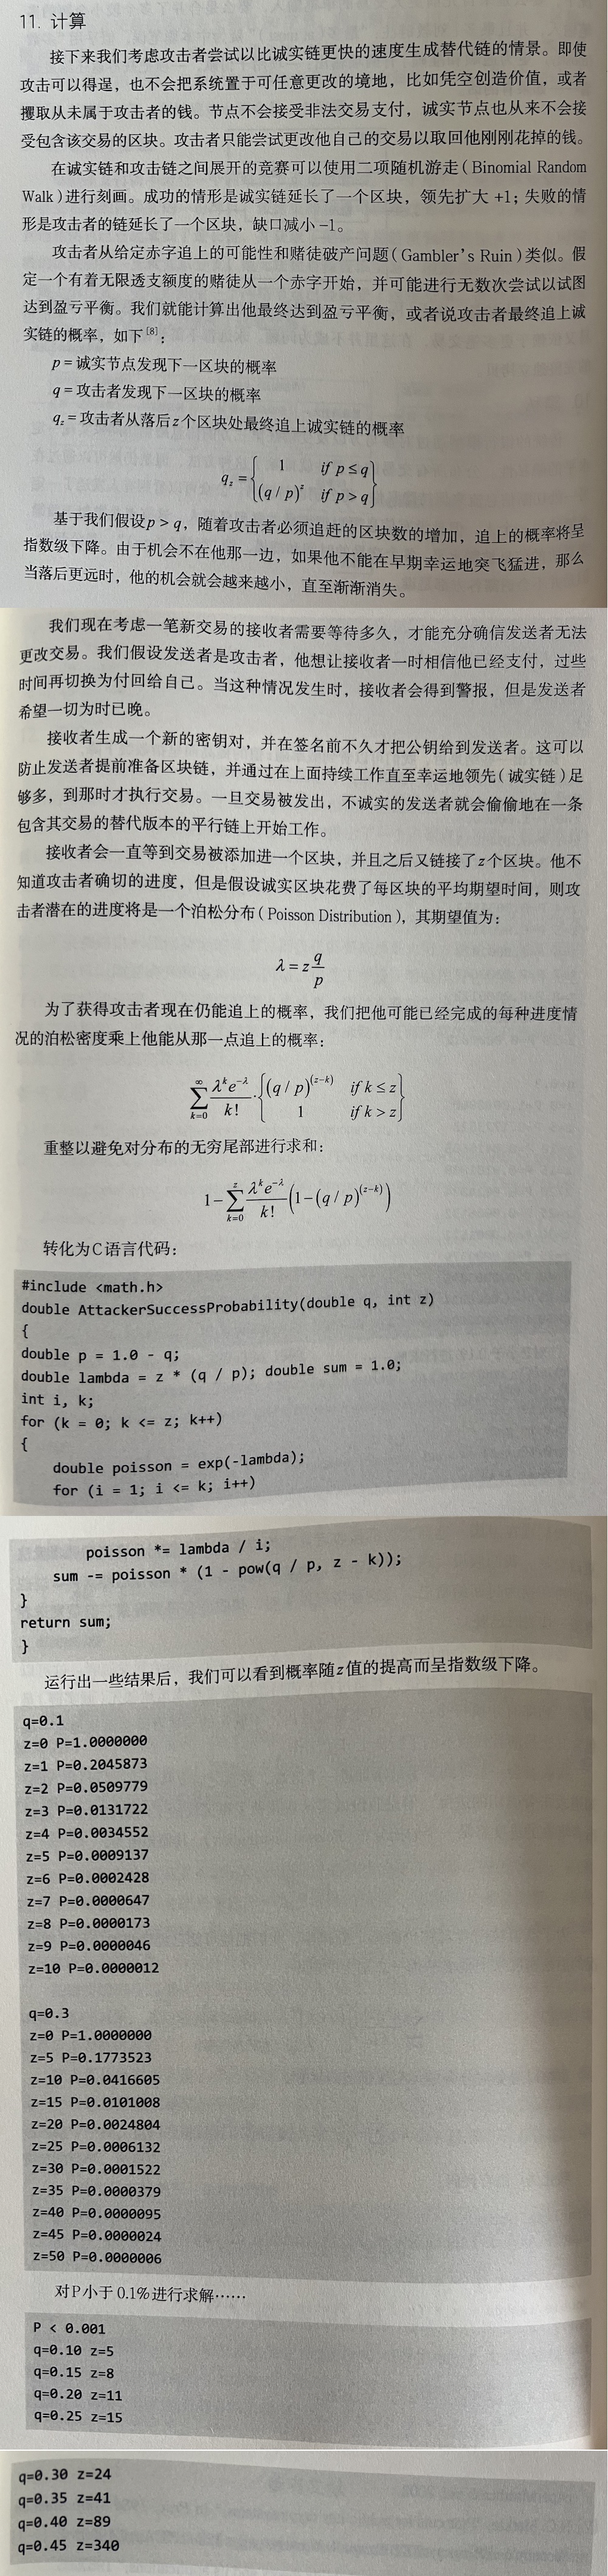 11. 计算
接下来我们考虑攻击者尝试以比诚实链更快的速度生成替代链的情景。即使
攻击可以得逞，也不会把系统置于可任意更改的境地，比如凭空创造价值，或者
攫取从未属于攻击者的钱。节点不会接受非法交易支付，诚实节点也从来不会接
受包含该交易的区块。攻击者只能尝试更改他自己的交易以取回他刚刚花掉的钱。
在诚实链和攻击链之间展开的竞赛可以使用二项随机游走（Binomial Random
Walk）进行刻画。成功的情形是诚实链延长了一个区块，领先扩大 +1；失败的情
形是攻击者的链延长了一个区块，缺口减小 −1。
攻击者从给定赤字追上的可能性和赌徒破产问题（Gambler's Ruin）类似。假
定一个有着无限透支额度的赌徒从一个赤字开始，并可能进行无数次尝试以试图
达到盈亏平衡。我们就能计算出他最终达到盈亏平衡，或者说攻击者最终追上诚
实链的概率，如下[8]：
p = 诚实节点发现下一区块的概率
q = 攻击者发现下一区块的概率
q_z = 攻击者从落后z个区块处最终追上诚实链的概率
q_z = { 1 if p ≤ q
(q / p)^z if p > q }
基于我们假设p > q，随着攻击者必须追赶的区块数的增加，追上的概率将呈
指数级下降。由于机会不在他那一边，如果他不能在早期幸运地突飞猛进，那么
当落后更远时，他的机会就会越来越小，直至渐渐消失。
我们现在考虑一笔新交易的接收者需要等待多久，才能充分确信发送者无法
更改交易。我们假设发送者是攻击者，他想让接收者一时相信他已经支付，过些
时间再切换为付回给自己。当这种情况发生时，接收者会得到警报，但是发送者
希望一切为时已晚。
接收者生成一个新的密钥对，并在签名前不久才把公钥给到发送者。这可以
防止发送者提前准备区块链，并通过在上面持续工作直至幸运地领先（诚实链）足
够多，到那时才执行交易。一旦交易被发出，不诚实的发送者就会偷偷地在一条
包含其交易的替代版本的平行链上开始工作。
接收者会一直等到交易被添加进一个区块，并且之后又链接了z个区块。他不
知道攻击者确切的进度，但是假设诚实区块花费了每区块的平均期望时间，则攻
击者潜在的进度将是一个泊松分布（Poisson Distribution），其期望值为：
λ = z q/p
为了获得攻击者现在仍能追上的概率，我们把他可能已经完成的每种进度情
况的泊松密度乘上他能从那一点追上的概率：
∑_{k=0}^{∞} λ^k e^{−λ} / k! · { (q / p)^{(z−k)} if k ≤ z
1 if k > z }
重整以避免对分布的无穷尾部进行求和：
1 − ∑_{k=0}^{z} λ^k e^{−λ} / k! (1 − (q / p)^{(z−k)})
转化为C语言代码：
#include <math.h>
double AttackerSuccessProbability(double q, int z)
{
double p = 1.0 - q;
double lambda = z * (q / p); double sum = 1.0;
int i, k;
for (k = 0; k <= z; k++)
{
double poisson = exp(-lambda);
for (i = 1; i <= k; i++)
poisson *= lambda / i;
sum -= poisson * (1 - pow(q / p, z - k));
}
return sum;
}
运行出一些结果后，我们可以看到概率随z值的提高而呈指数级下降。
q=0.1
z=0 P=1.0000000
z=1 P=0.2045873
z=2 P=0.0509779
z=3 P=0.0131722
z=4 P=0.0034552
z=5 P=0.0009137
z=6 P=0.0002428
z=7 P=0.0000647
z=8 P=0.0000173
z=9 P=0.0000046
z=10 P=0.0000012
q=0.3
z=0 P=1.0000000
z=5 P=0.1773523
z=10 P=0.0416605
z=15 P=0.0101008
z=20 P=0.0024804
z=25 P=0.0006132
z=30 P=0.0001522
z=35 P=0.0000379
z=40 P=0.0000095
z=45 P=0.0000024
z=50 P=0.0000006
对P小于0.1%进行求解……
P < 0.001
q=0.10 z=5
q=0.15 z=8
q=0.20 z=11
q=0.25 z=15
q=0.30 z=24
q=0.35 z=41
q=0.40 z=89
q=0.45 z=340